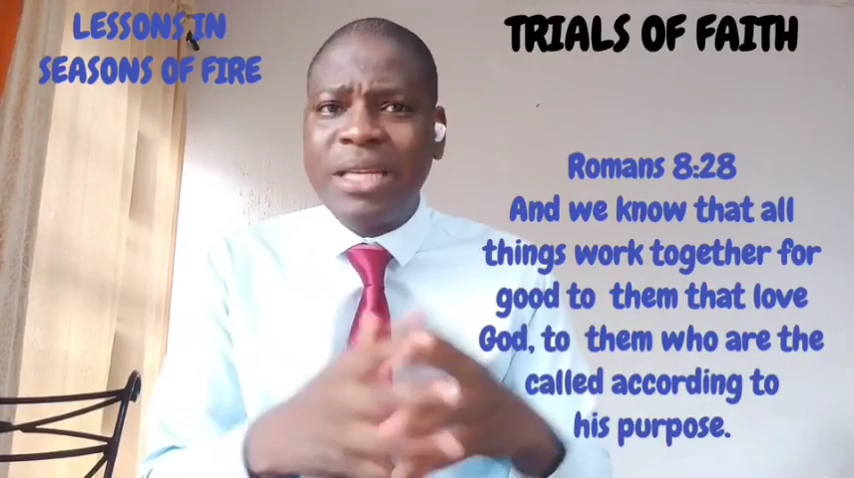 LESSONS IN
SEASONS OF FIRE
TRIALS OF FAITH
Romans 8:28
And we know that all
things work together for
good to them that love
God, to them who are the
called according to
his purpose.